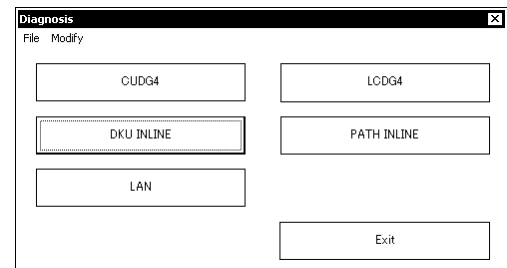 Diagnosis
File Modify
CUDG4 LCDG4
DKU INLINE PATH INLINE
LAN
Exit